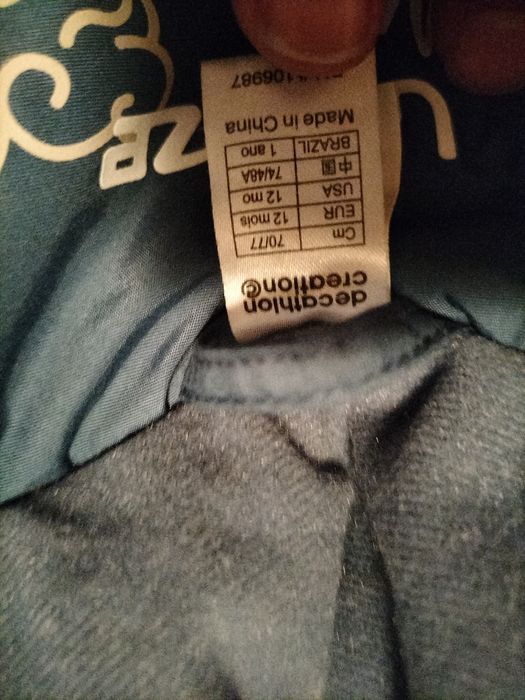 decathlon
creation©
Cm 70/77
EUR 12 mois
USA 12 mo
中国 74/48A
BRAZIL 1 ano
Made in China
106987